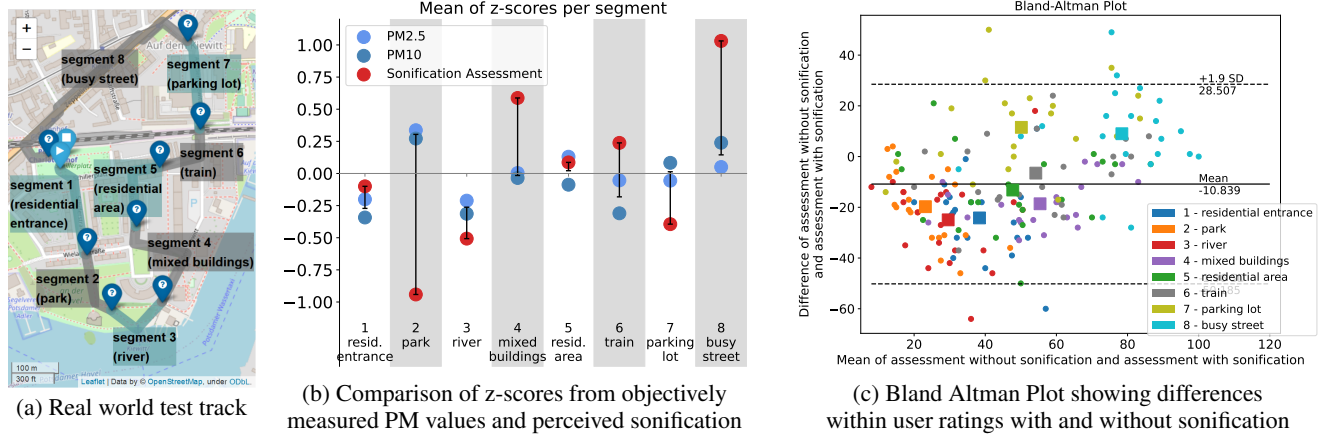 +
−
Auf dem Kiewitt
segment 8
(busy street)
segment 7
(parking lot)
segment 6
(train)
segment 5
(residential
area)
segment 1
(residential
entrance)
segment 4
(mixed buildings)
segment 2
(park)
segment 3
(river)
100 m
300 ft
Leaflet | Data by © OpenStreetMap, under ODbL.
(a) Real world test track
Mean of z-scores per segment
PM2.5
PM10
Sonification Assessment
1.00
0.75
0.50
0.25
0.00
−0.25
−0.50
−0.75
−1.00
1 2 3 4 5 6 7 8
resid. entrance
park
river
mixed buildings
resid. area
train
parking lot
busy street
(b) Comparison of z-scores from objectively
measured PM values and perceived sonification
Bland-Altman Plot
Difference of assessment without sonification
and assessment with sonification
40
20
0
−20
−40
−60
+1.9 SD
28.507
Mean
-10.839
1 - residential entrance
2 - park
3 - river
4 - mixed buildings
5 - residential area
6 - train
7 - parking lot
8 - busy street
20 40 60 80 100 120
Mean of assessment without sonification and assessment with sonification
(c) Bland Altman Plot showing differences
within user ratings with and without sonification